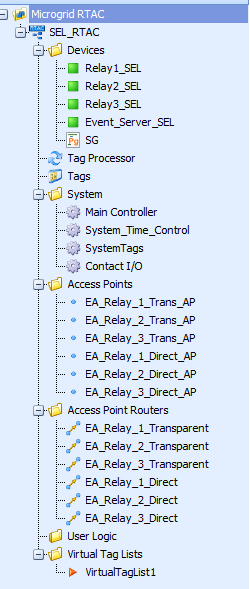 Microgrid RTAC
SEL_RTAC
Devices
Relay1_SEL
Relay2_SEL
Relay3_SEL
Event_Server_SEL
SG
Tag Processor
Tags
System
Main Controller
System_Time_Control
SystemTags
Contact I/O
Access Points
EA_Relay_1_Trans_AP
EA_Relay_2_Trans_AP
EA_Relay_3_Trans_AP
EA_Relay_1_Direct_AP
EA_Relay_2_Direct_AP
EA_Relay_3_Direct_AP
Access Point Routers
EA_Relay_1_Transparent
EA_Relay_2_Transparent
EA_Relay_3_Transparent
EA_Relay_1_Direct
EA_Relay_2_Direct
EA_Relay_3_Direct
User Logic
Virtual Tag Lists
VirtualTagList1